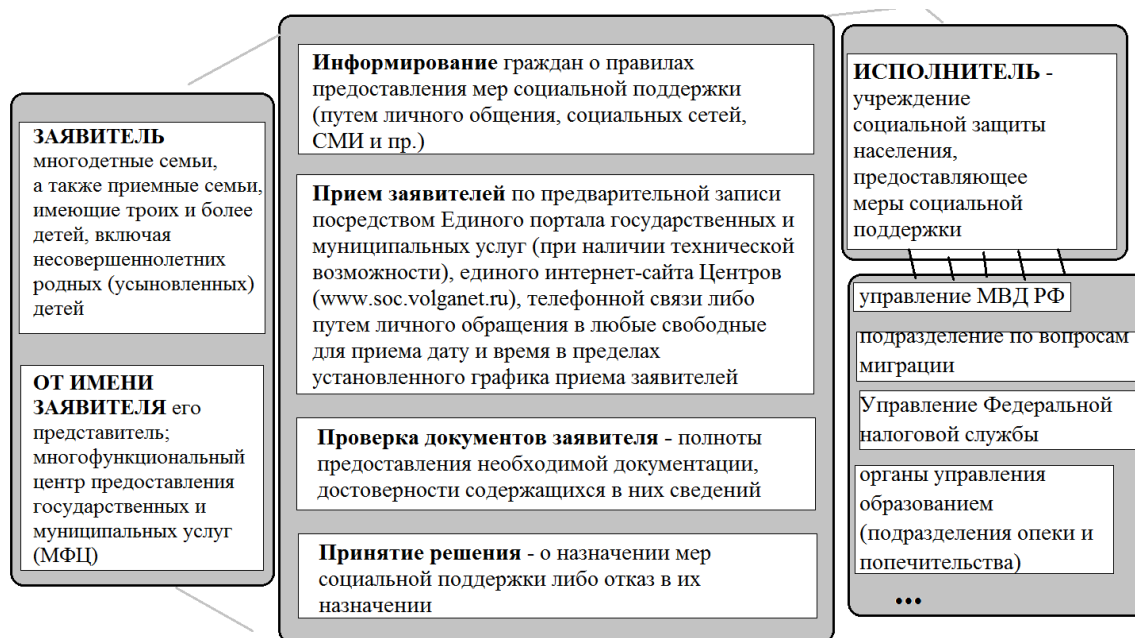 ЗАЯВИТЕЛЬ
многодетные семьи,
а также приемные семьи,
имеющие троих и более
детей, включая
несовершеннолетних
родных (усыновленных)
детей
ОТ ИМЕНИ
ЗАЯВИТЕЛЯ его
представитель;
многофункциональный
центр предоставления
государственных и
муниципальных услуг
(МФЦ)
Информирование граждан о правилах
предоставления мер социальной поддержки
(путем личного общения, социальных сетей,
СМИ и пр.)
Прием заявителей по предварительной записи
посредством Единого портала государственных и
муниципальных услуг (при наличии технической
возможности), единого интернет-сайта Центров
(www.soc.volganet.ru), телефонной связи либо
путем личного обращения в любые свободные
для приема дату и время в пределах
установленного графика приема заявителей
Проверка документов заявителя - полноты
предоставления необходимой документации,
достоверности содержащихся в них сведений
Принятие решения - о назначении мер
социальной поддержки либо отказ в их
назначении
ИСПОЛНИТЕЛЬ -
учреждение
социальной защиты
населения,
предоставляющее
меры социальной
поддержки
управление МВД РФ
подразделение по вопросам
миграции
Управление Федеральной
налоговой службы
органы управления
образованием
(подразделения опеки и
попечительства)
...